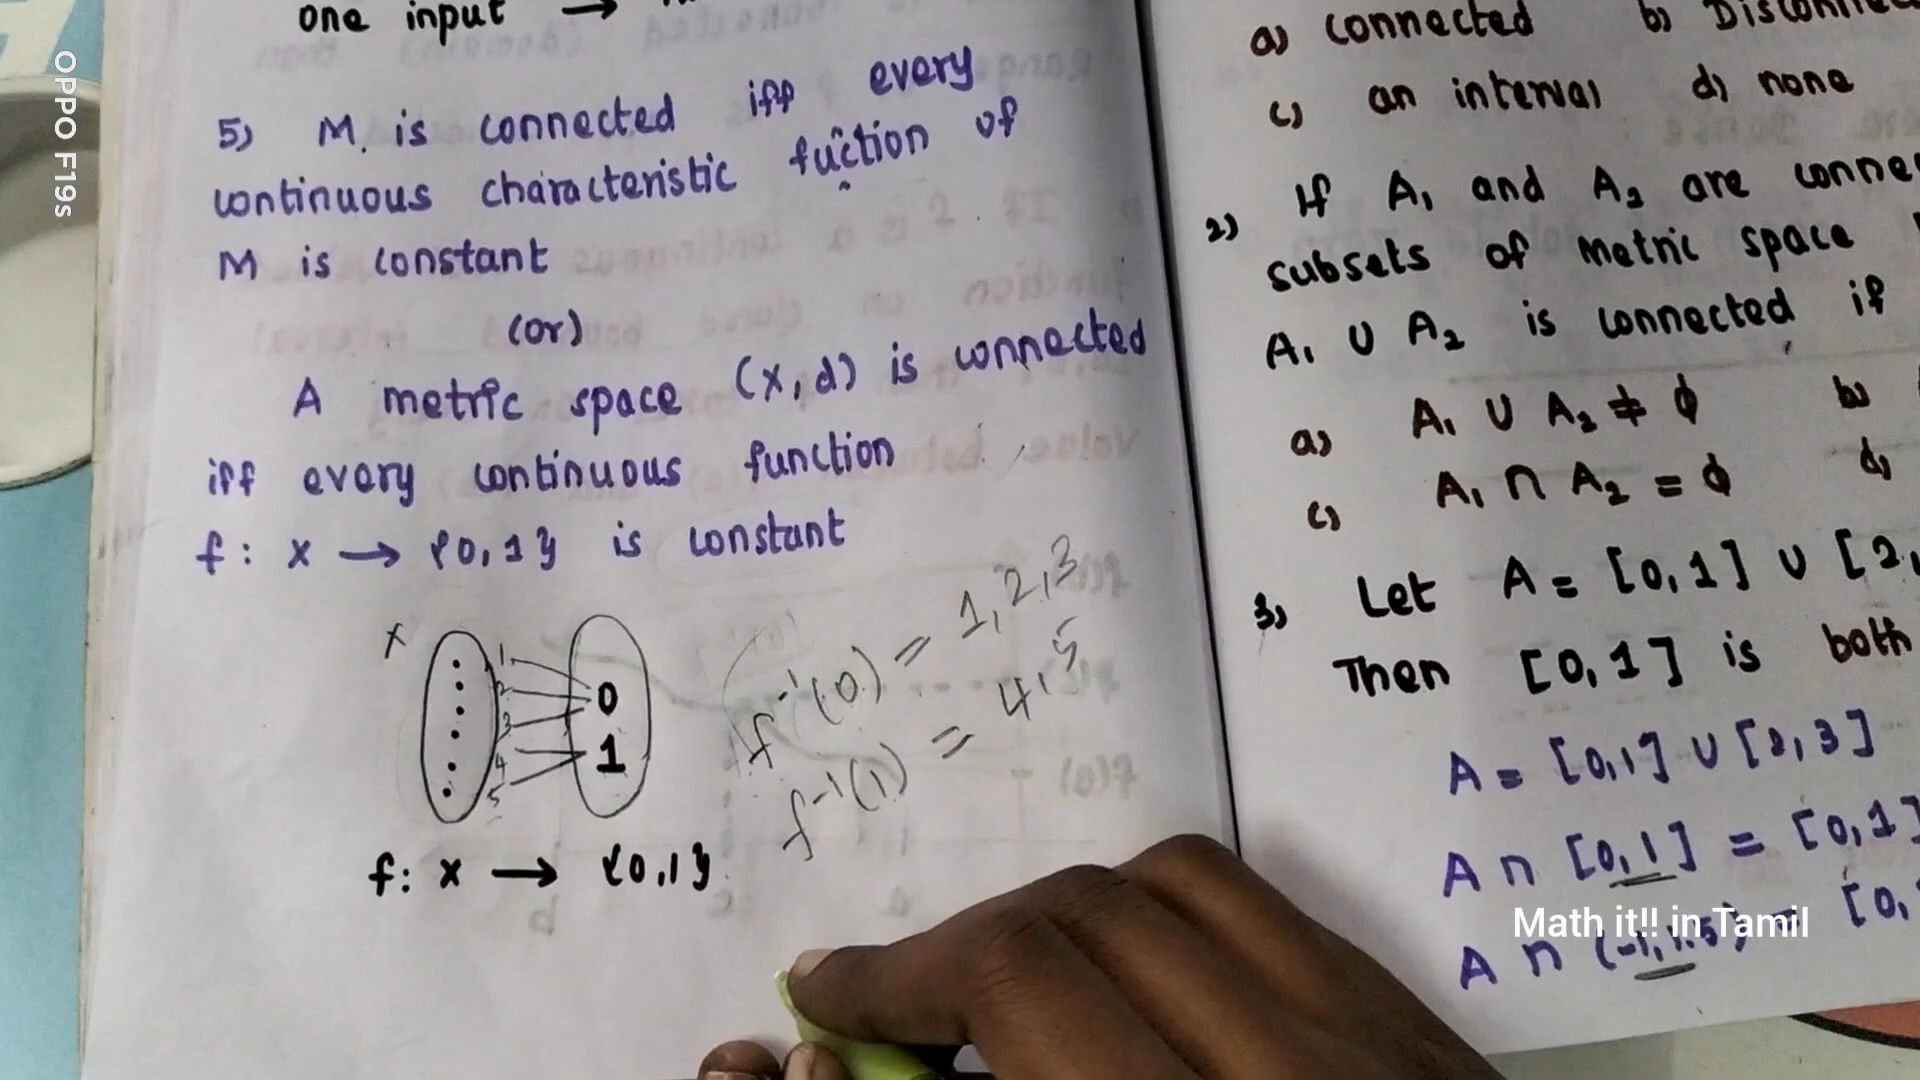 one input →
5) M is connected iff every
continuous characteristic fuction of
M is constant
(or)
A metric space (x, d) is connected
iff every continuous function
f : x → {0, 1} is constant
x
1
2
3
4
5
0
1
f⁻¹(0) = 1, 2, 3
f⁻¹(1) = 4, 5
f: x → {0, 1}
a) connected b)
c) an interval d) none
2) If A₁ and A₂ are
subsets of metric space
A₁ ∪ A₂ is connected if
a) A₁ ∪ A₂ ≠ ϕ b)
c) A₁ ∩ A₂ = ϕ d)
3) Let A = [0, 1] ∪ [2,
Then [0, 1] is both
A = [0, 1] ∪ [2, 3]
A ∩ [0, 1] = [0, 1]
A ∩ = [0,
OPPO F19s
Math it!! in Tamil